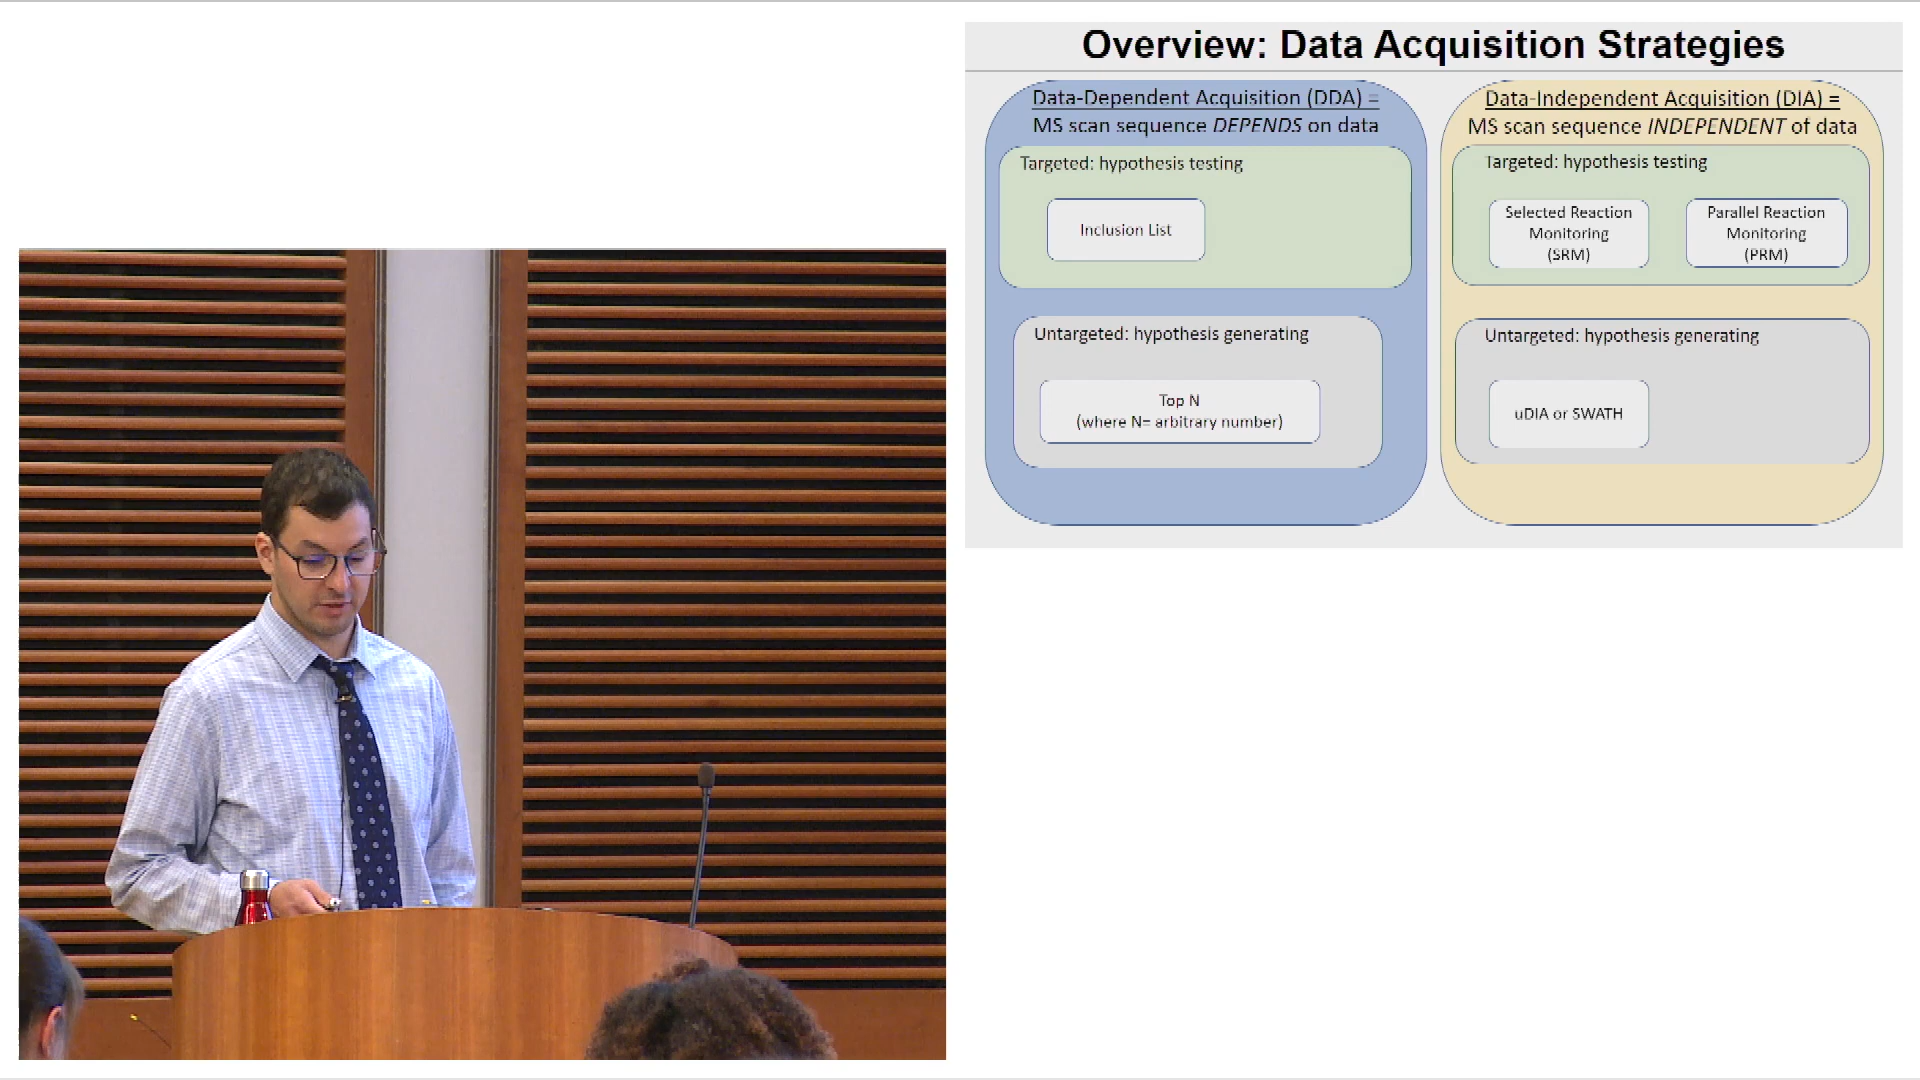 Overview: Data Acquisition Strategies
Data-Dependent Acquisition (DDA) =
MS scan sequence DEPENDS on data
Targeted: hypothesis testing
Inclusion List
Untargeted: hypothesis generating
Top N
(where N= arbitrary number)
Data-Independent Acquisition (DIA) =
MS scan sequence INDEPENDENT of data
Targeted: hypothesis testing
Selected Reaction
Monitoring
(SRM)
Parallel Reaction
Monitoring
(PRM)
Untargeted: hypothesis generating
uDIA or SWATH